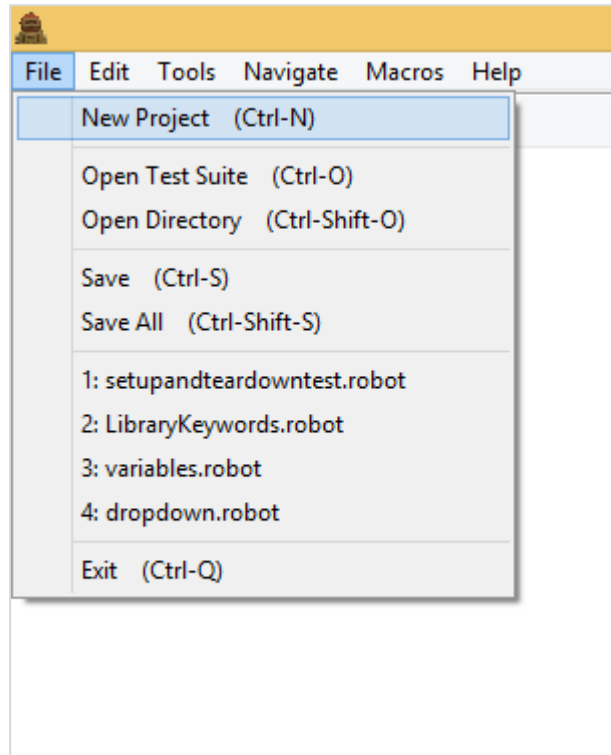 File Edit Tools Navigate Macros Help
New Project (Ctrl-N)
Open Test Suite (Ctrl-O)
Open Directory (Ctrl-Shift-O)
Save (Ctrl-S)
Save All (Ctrl-Shift-S)
1: setupandteardowntest.robot
2: LibraryKeywords.robot
3: variables.robot
4: dropdown.robot
Exit (Ctrl-Q)